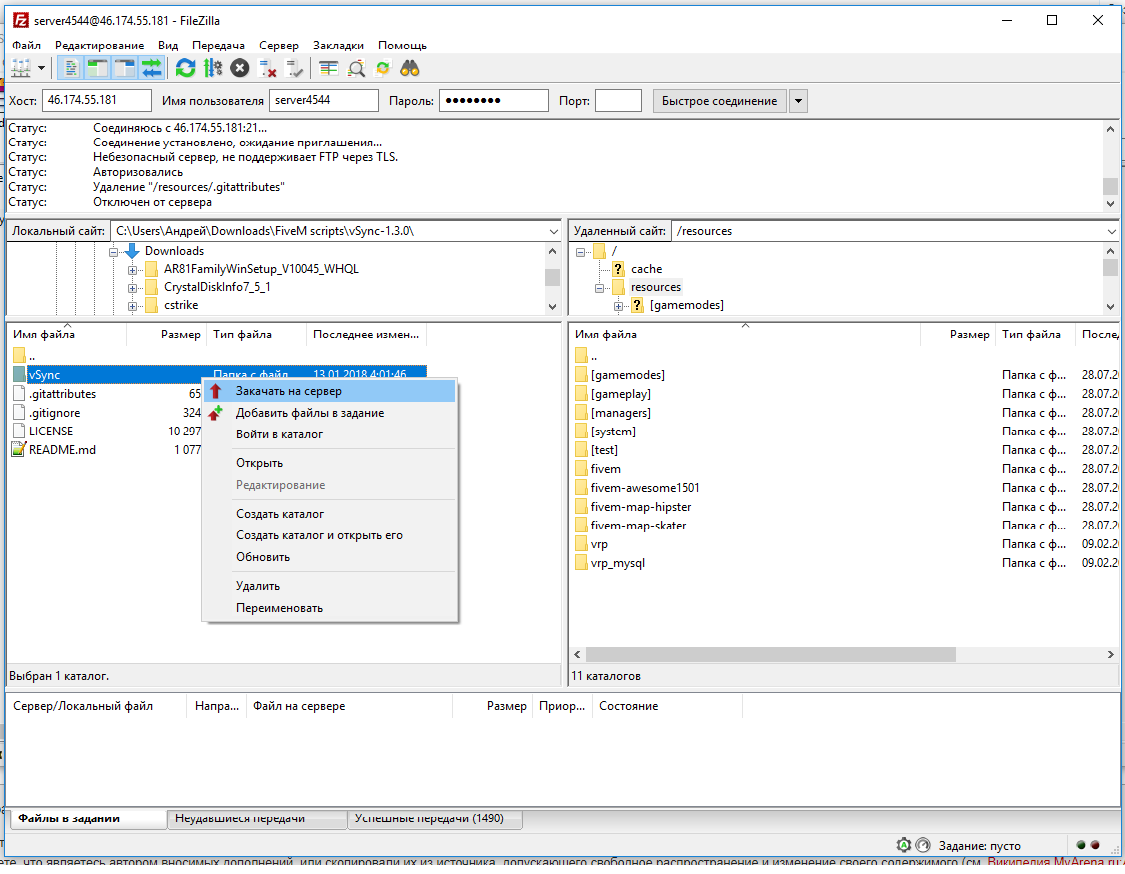 server4544@46.174.55.181 - FileZilla
Файл Редактирование Вид Передача Сервер Закладки Помощь
Хост: 46.174.55.181 Имя пользователя server4544 Пароль: ●●●●●●●● Порт: Быстрое соединение
Статус: Соединяюсь с 46.174.55.181:21...
Статус: Соединение установлено, ожидание приглашения...
Статус: Небезопасный сервер, не поддерживает FTP через TLS.
Статус: Авторизовались
Статус: Удаление "/resources/.gitattributes"
Статус: Отключен от сервера
Локальный сайт: C:\Users\Андрей\Downloads\FiveM scripts\vSync-1.3.0\
Downloads
AR81FamilyWinSetup_V10045_WHQL
CrystalDiskInfo7_5_1
cstrike
Удаленный сайт: /resources
/
cache
resources
[gamemodes]
Имя файла Размер Тип файла Последнее измен...
..
vSync Папка с файл... 13.01.2018 4:01:46
.gitattributes 65
.gitignore 324
LICENSE 10 297
README.md 1 077
Закачать на сервер
Добавить файлы в задание
Войти в каталог
Открыть
Редактирование
Создать каталог
Создать каталог и открыть его
Обновить
Удалить
Переименовать
Выбран 1 каталог.
Имя файла Размер Тип файла Послед
..
[gamemodes] Папка с ф... 28.07.2
[gameplay] Папка с ф... 28.07.2
[managers] Папка с ф... 28.07.2
[system] Папка с ф... 28.07.2
[test] Папка с ф... 28.07.2
fivem Папка с ф... 28.07.2
fivem-awesome1501 Папка с ф... 28.07.2
fivem-map-hipster Папка с ф... 28.07.2
fivem-map-skater Папка с ф... 28.07.2
vrp Папка с ф... 09.02.2
vrp_mysql Папка с ф... 09.02.2
11 каталогов
Сервер/Локальный файл Напра... Файл на сервере Размер Приор... Состояние
Файлы в задании Неудавшиеся передачи Успешные передачи (1490)
Задание: пусто
ете, что являетесь автором вносимых дополнений, или скопировали их из источника, допускающего свободное распространение и изменение своего содержимого (см. Википедия MyArena.ru: